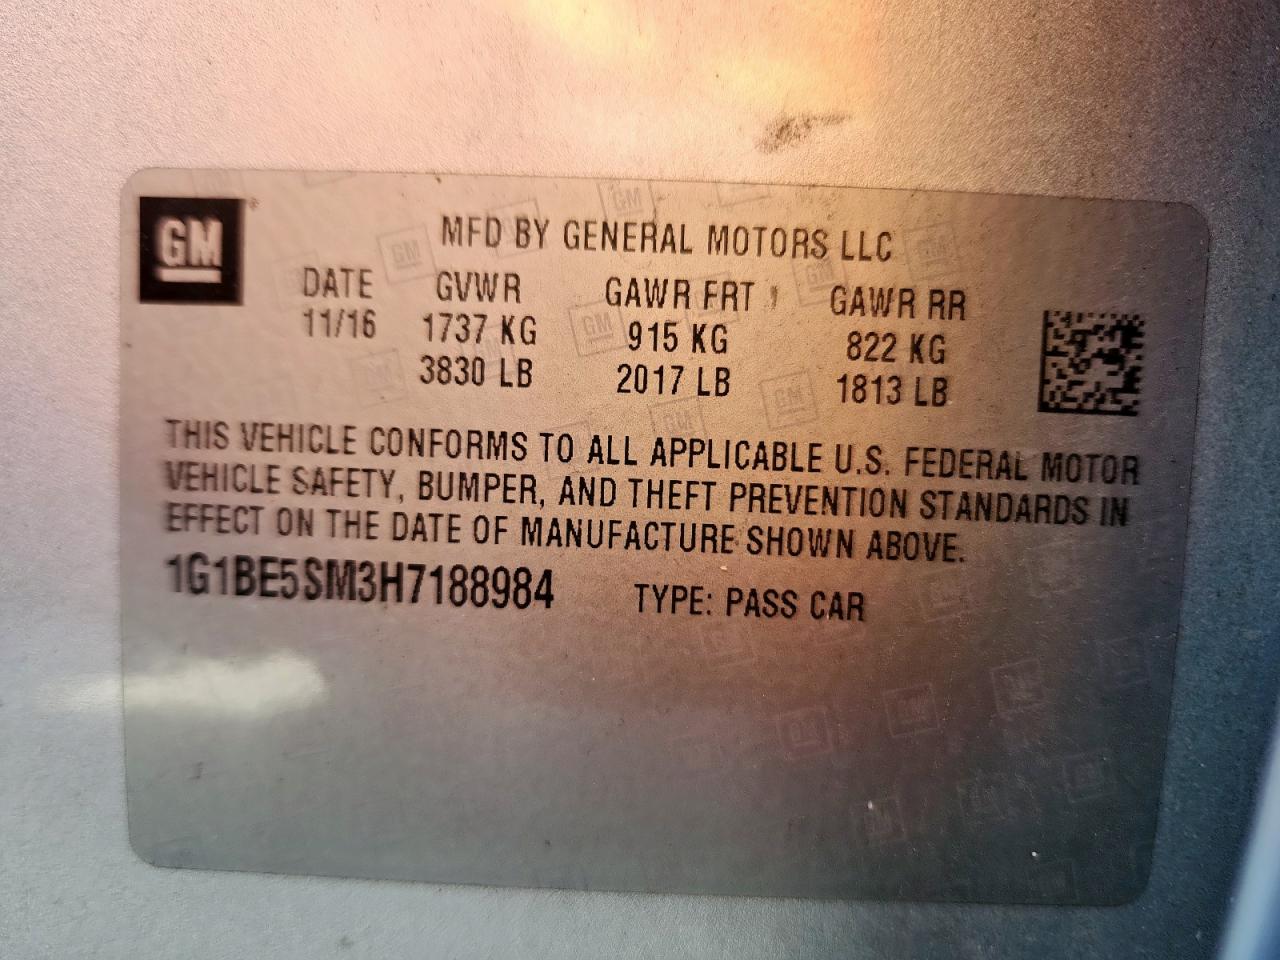 GM
MFD BY GENERAL MOTORS LLC
DATE GVWR GAWR FRT GAWR RR
11/16 1737 KG 915 KG 822 KG
3830 LB 2017 LB 1813 LB
THIS VEHICLE CONFORMS TO ALL APPLICABLE U.S. FEDERAL MOTOR
VEHICLE SAFETY, BUMPER, AND THEFT PREVENTION STANDARDS IN
EFFECT ON THE DATE OF MANUFACTURE SHOWN ABOVE.
1G1BE5SM3H7188984 TYPE: PASS CAR